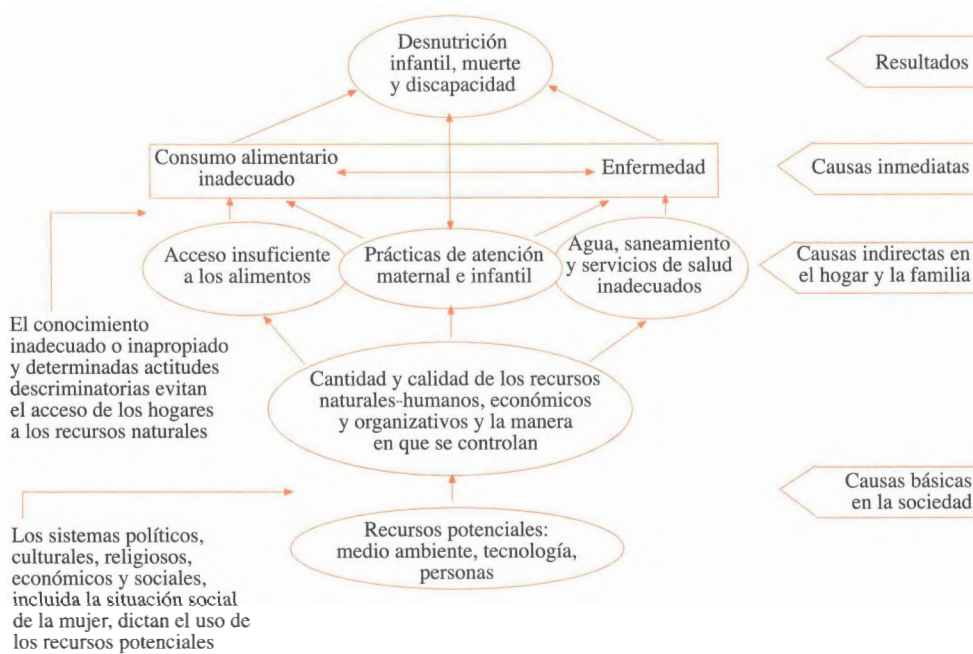 Desnutrición
infantil, muerte
y discapacidad
Resultados
Consumo alimentario
inadecuado
Enfermedad
Causas inmediatas
Acceso insuficiente
a los alimentos
Prácticas de atención
maternal e infantil
Agua, saneamiento
y servicios de salud
inadecuados
Causas indirectas en
el hogar y la familia
El conocimiento
inadecuado o inapropiado
y determinadas actitudes
descriminatorias evitan
el acceso de los hogares
a los recursos naturales
Cantidad y calidad de los recursos
naturales-humanos, económicos
y organizativos y la manera
en que se controlan
Causas básicas
en la sociedad
Recursos potenciales:
medio ambiente, tecnología,
personas
Los sistemas políticos,
culturales, religiosos,
económicos y sociales,
incluida la situación social
de la mujer, dictan el uso de
los recursos potenciales